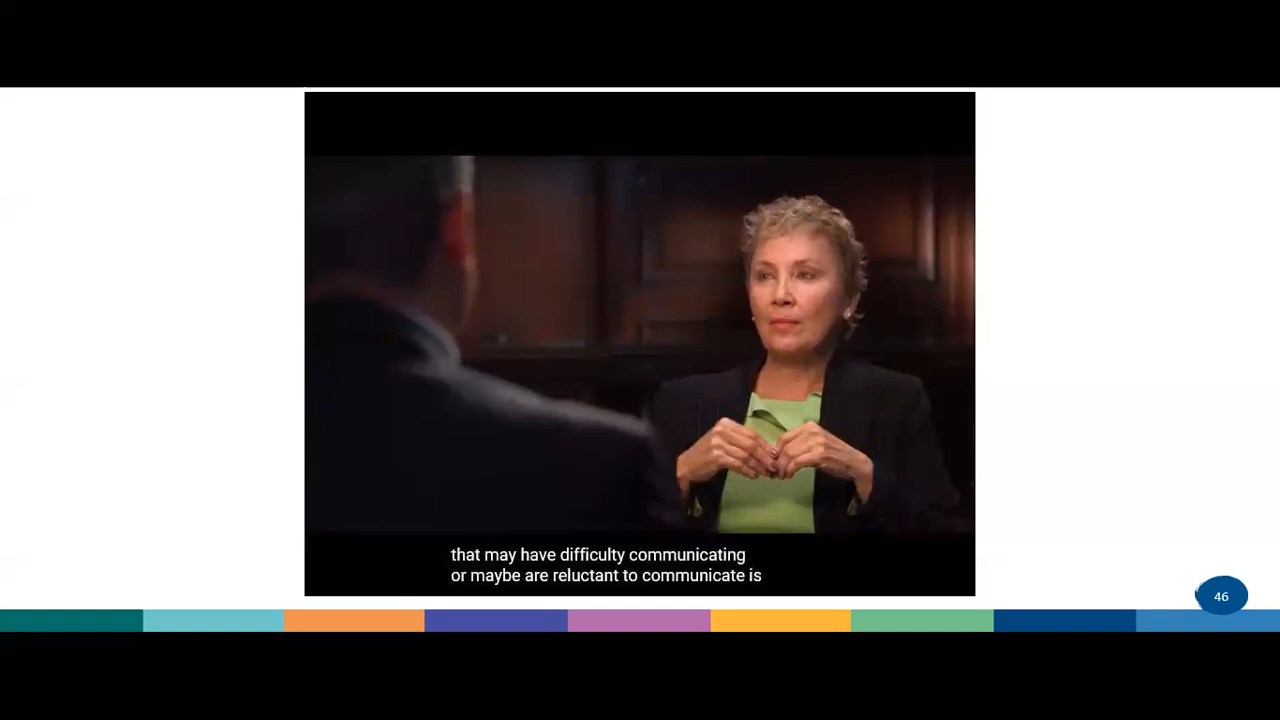 that may have difficulty communicating
or maybe are reluctant to communicate is
46